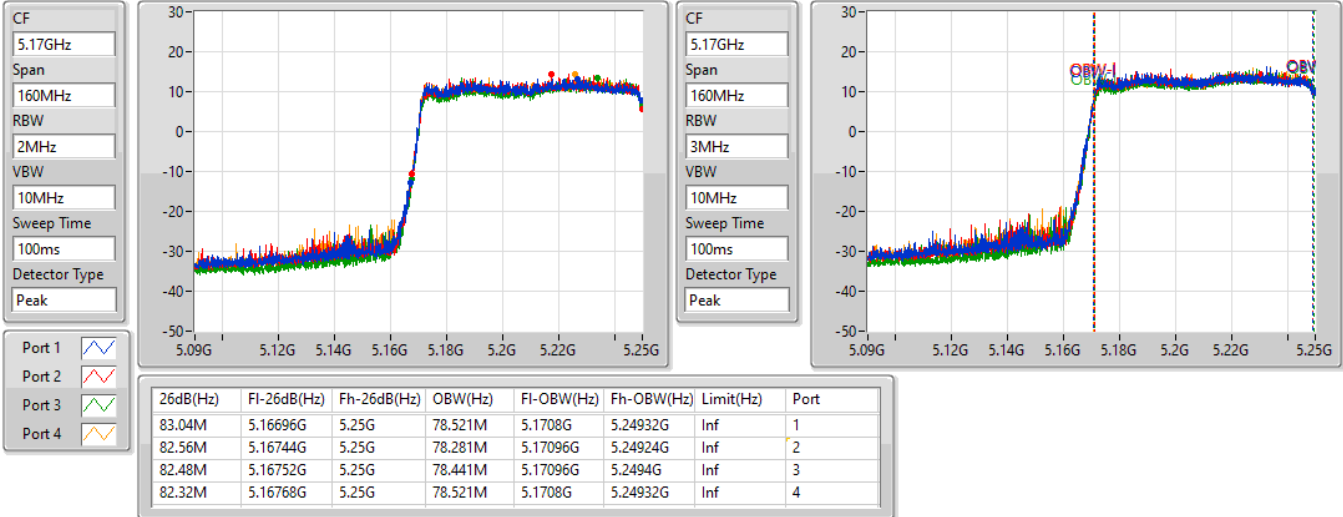 CF
5.17GHz
Span
160MHz
RBW
2MHz
VBW
10MHz
Sweep Time
100ms
Detector Type
Peak
30
20
10
0
-10
-20
-30
-40
-50
5.09G 5.12G 5.14G 5.16G 5.18G 5.2G 5.22G 5.25G
CF
5.17GHz
Span
160MHz
RBW
3MHz
VBW
10MHz
Sweep Time
100ms
Detector Type
Peak
30
20
10
0
-10
-20
-30
-40
-50
OBW-l
OBW
5.09G 5.12G 5.14G 5.16G 5.18G 5.2G 5.22G 5.25G
Port 1
Port 2
Port 3
Port 4
26dB(Hz) Fl-26dB(Hz) Fh-26dB(Hz) OBW(Hz) Fl-OBW(Hz) Fh-OBW(Hz) Limit(Hz) Port
83.04M 5.16696G 5.25G 78.521M 5.1708G 5.24932G Inf 1
82.56M 5.16744G 5.25G 78.281M 5.17096G 5.24924G Inf 2
82.48M 5.16752G 5.25G 78.441M 5.17096G 5.2494G Inf 3
82.32M 5.16768G 5.25G 78.521M 5.1708G 5.24932G Inf 4